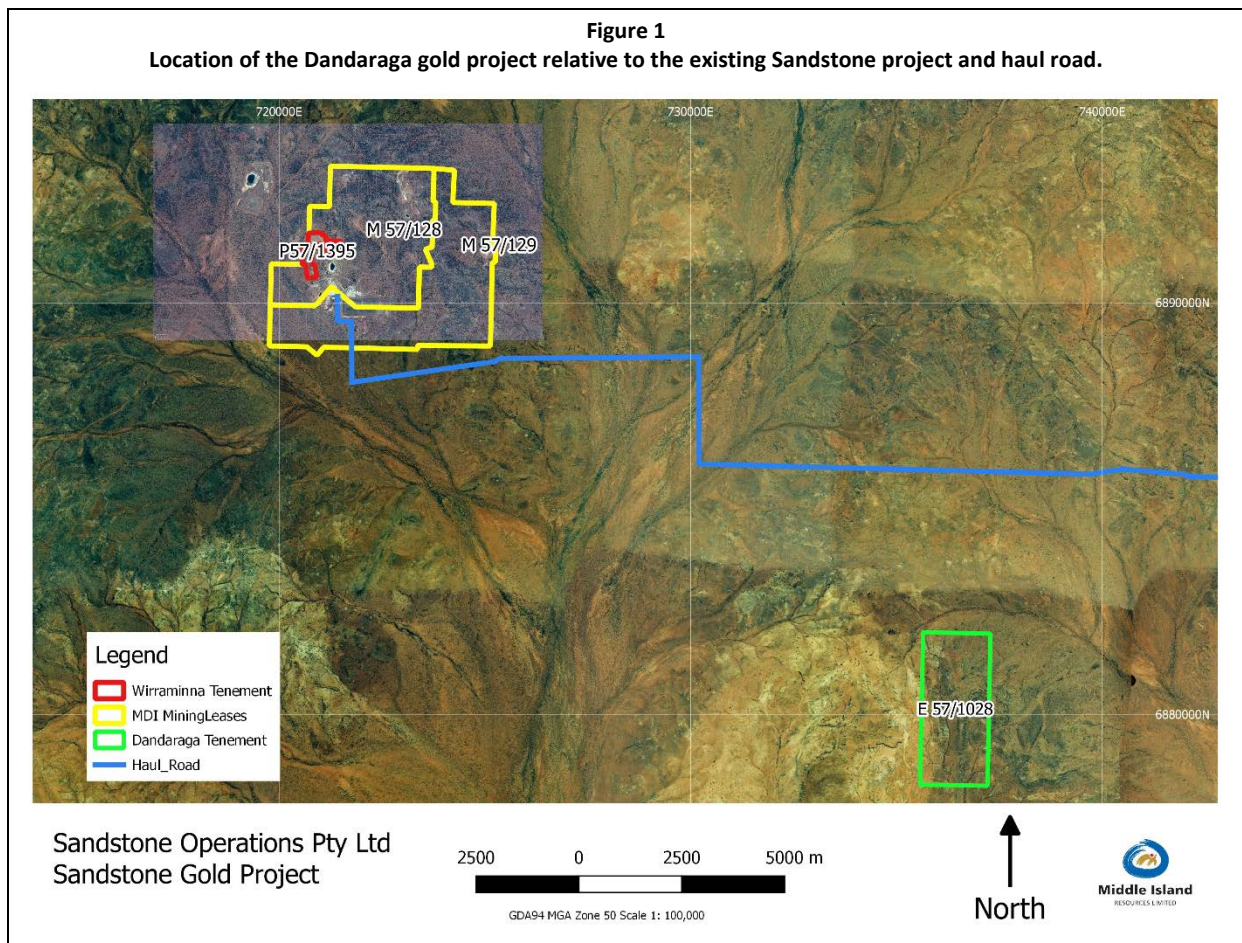 Figure 1
Location of the Dandaraga gold project relative to the existing Sandstone project and haul road.
720000E
730000E
740000E
M 57/128
P57/1395
M 57/129
6890000N
Legend
Wirraminna Tenement
MDI MiningLeases
Dandaraga Tenement
Haul_Road
E 57/1028
6880000N
Sandstone Operations Pty Ltd
Sandstone Gold Project
2500 0 2500 5000 m
GDA94 MGA Zone 50 Scale 1: 100,000
North
Middle Island
RESOURCES LIMITED